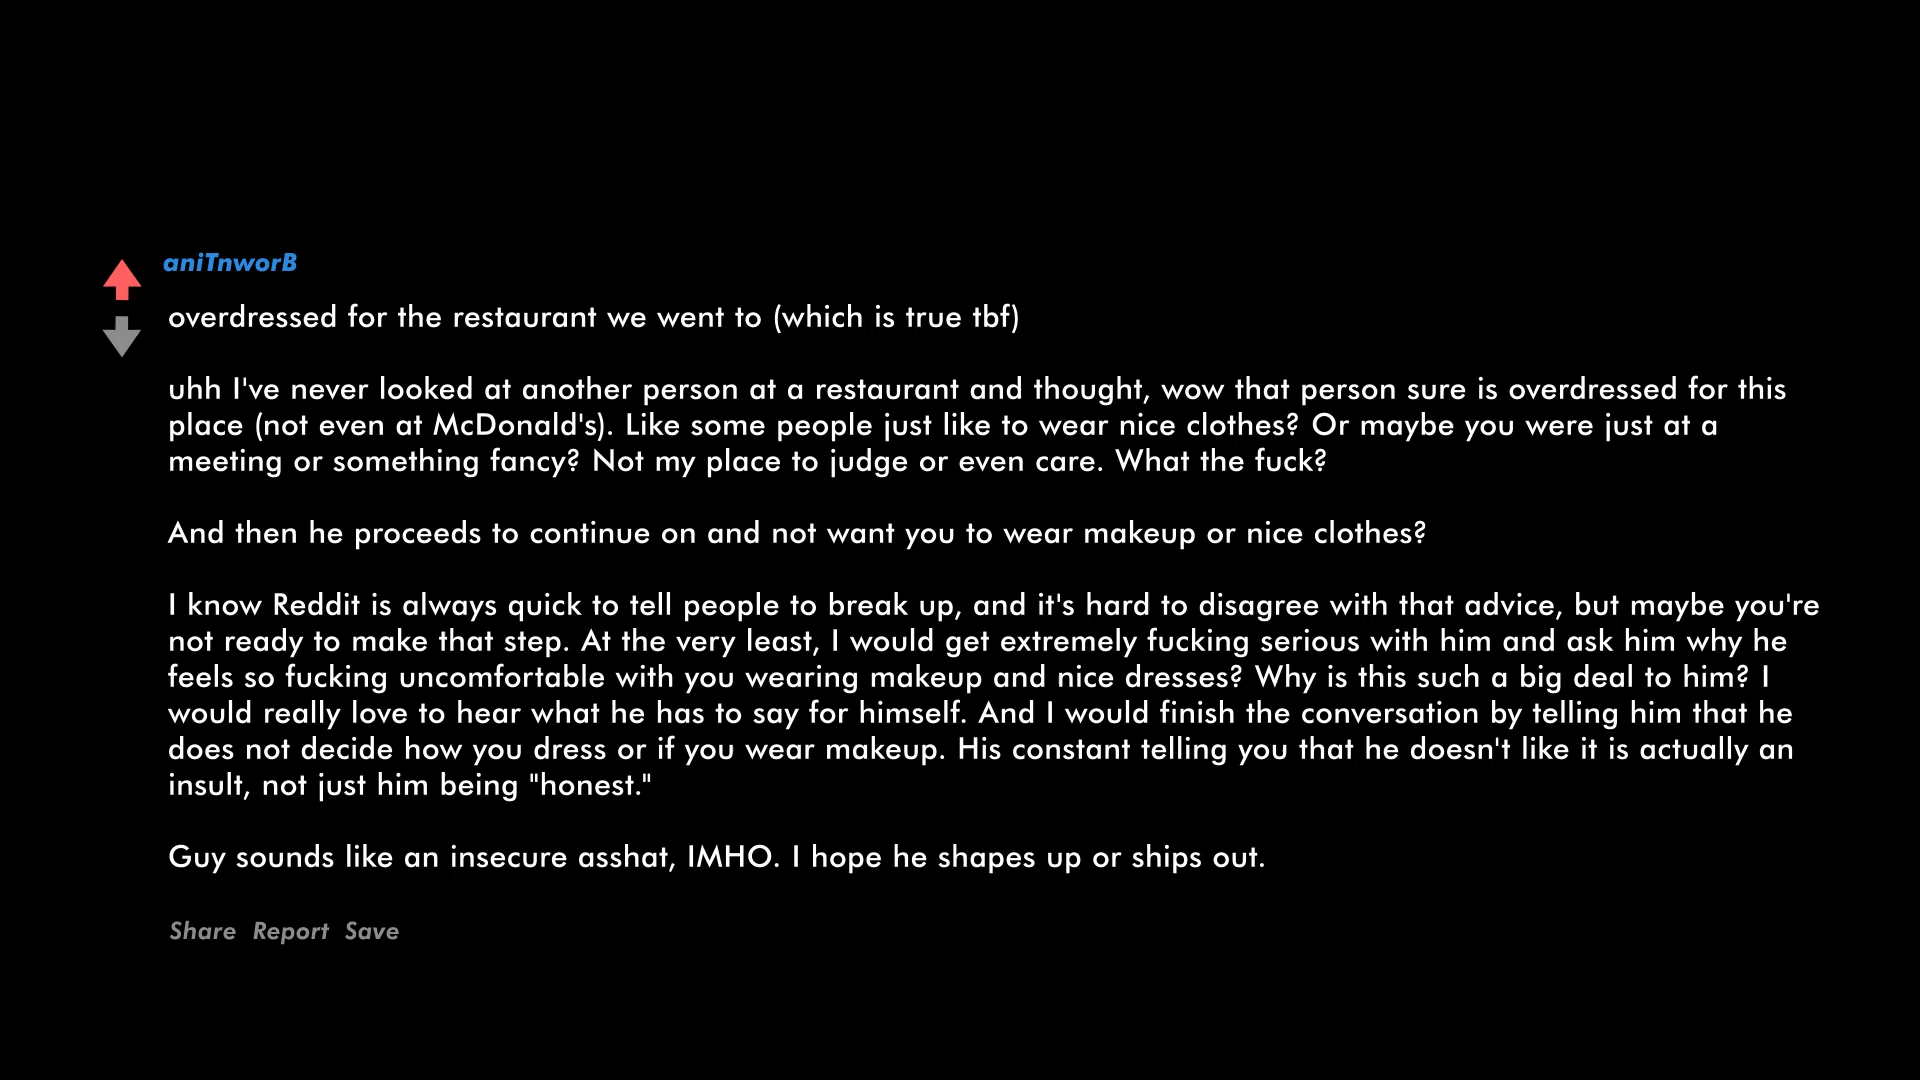 aniTnworB
overdressed for the restaurant we went to (which is true tbf)
uhh I've never looked at another person at a restaurant and thought, wow that person sure is overdressed for this
place (not even at McDonald's). Like some people just like to wear nice clothes? Or maybe you were just at a
meeting or something fancy? Not my place to judge or even care. What the fuck?
And then he proceeds to continue on and not want you to wear makeup or nice clothes?
I know Reddit is always quick to tell people to break up, and it's hard to disagree with that advice, but maybe you're
not ready to make that step. At the very least, I would get extremely fucking serious with him and ask him why he
feels so fucking uncomfortable with you wearing makeup and nice dresses? Why is this such a big deal to him? I
would really love to hear what he has to say for himself. And I would finish the conversation by telling him that he
does not decide how you dress or if you wear makeup. His constant telling you that he doesn't like it is actually an
insult, not just him being "honest."
Guy sounds like an insecure asshat, IMHO. I hope he shapes up or ships out.
Share Report Save